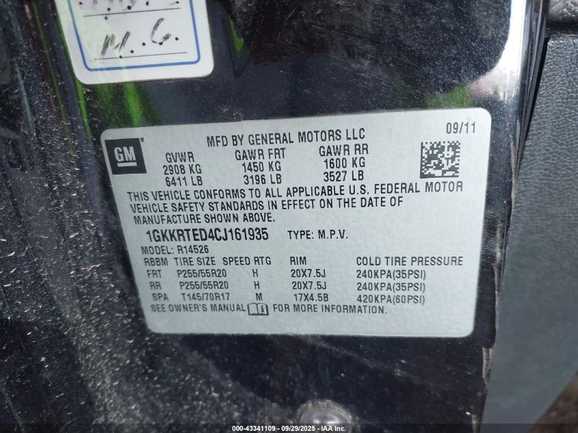 M.G.
09/11
GM
MFD BY GENERAL MOTORS LLC
GVWR GAWR FRT GAWR RR
2908 KG 1450 KG 1600 KG
6411 LB 3196 LB 3527 LB
THIS VEHICLE CONFORMS TO ALL APPLICABLE U.S. FEDERAL MOTOR
VEHICLE SAFETY STANDARDS IN EFFECT ON THE DATE OF
MANUFACTURE SHOWN ABOVE.
1GKKRTED4CJ161935 TYPE: M.P.V.
MODEL: R14526
RBBM TIRE SIZE SPEED RTG RIM COLD TIRE PRESSURE
FRT P255/55R20 H 20X7.5J 240KPA(35PSI)
RR P255/55R20 H 20X7.5J 240KPA(35PSI)
SPA T145/70R17 M 17X4.5B 420KPA(60PSI)
SEE OWNER'S MANUAL FOR MORE INFORMATION.
000-43341109 - 09/29/2025 - IAA Inc.